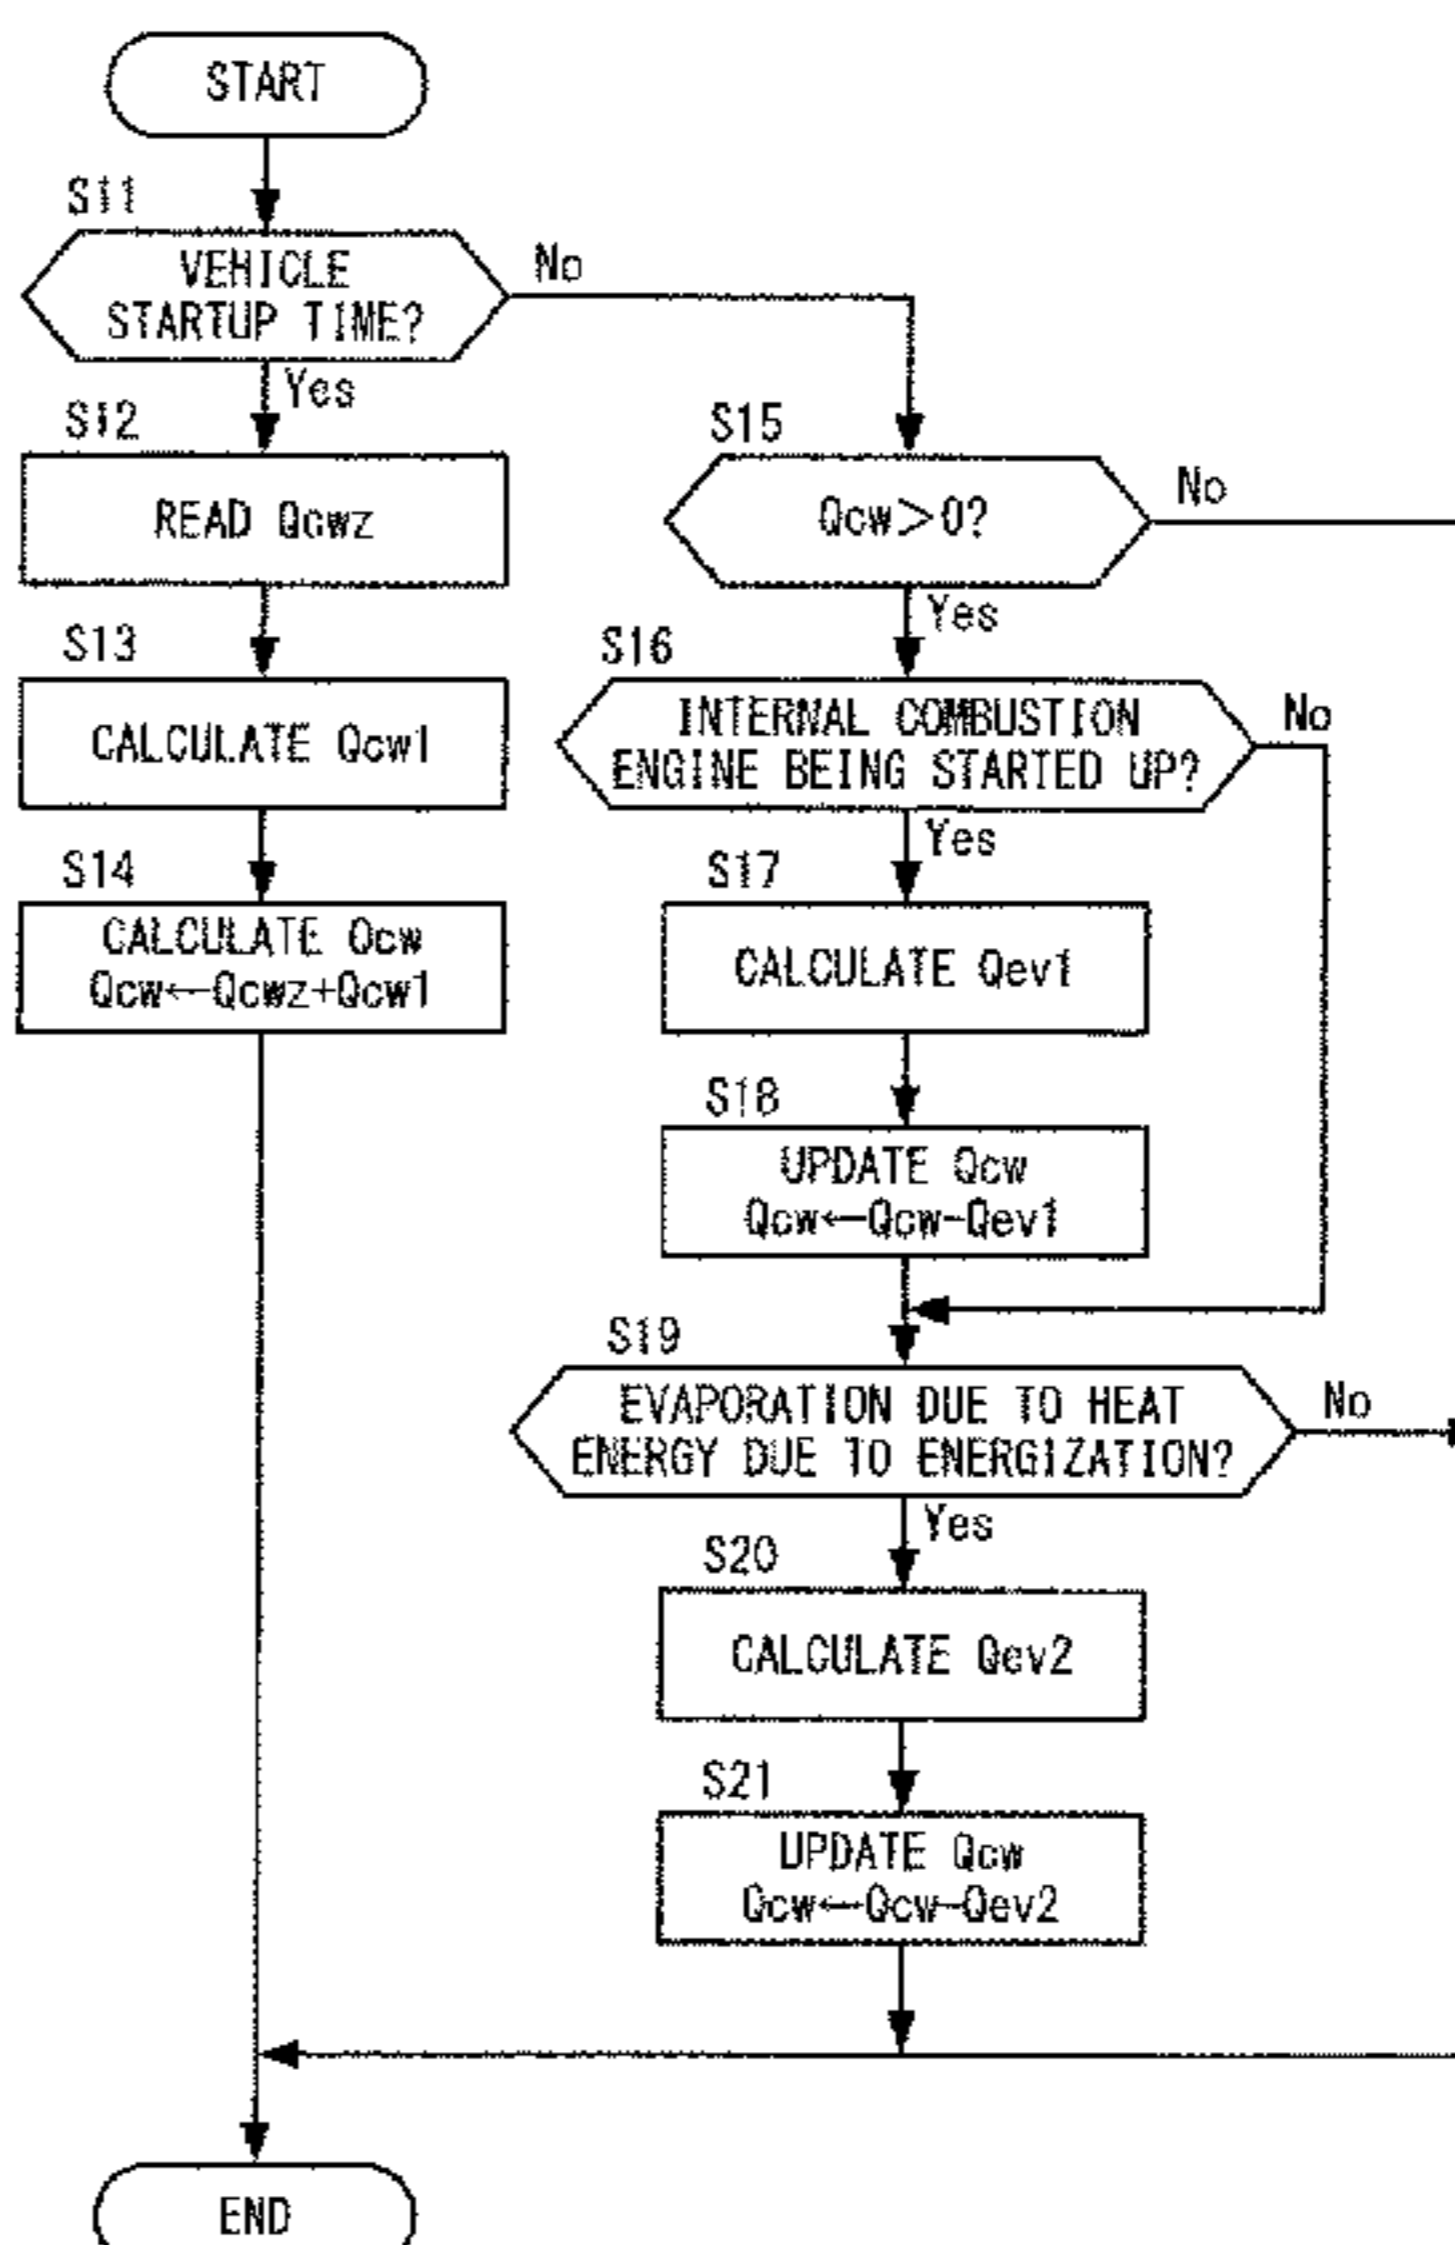 START
S11
VEHICLE
STARTUP TIME?
No
Yes
S12
READ Qcwz
S13
CALCULATE Qcw1
S14
CALCULATE Qcw
Qcw←Qcwz+Qcw1
S15
Qcw>0?
No
Yes
S16
INTERNAL COMBUSTION
ENGINE BEING STARTED UP?
No
Yes
S17
CALCULATE Qev1
S18
UPDATE Qcw
Qcw←Qcw-Qev1
S19
EVAPORATION DUE TO HEAT
ENERGY DUE TO ENERGIZATION?
No
Yes
S20
CALCULATE Qev2
S21
UPDATE Qcw
Qcw←Qcw-Qev2
END